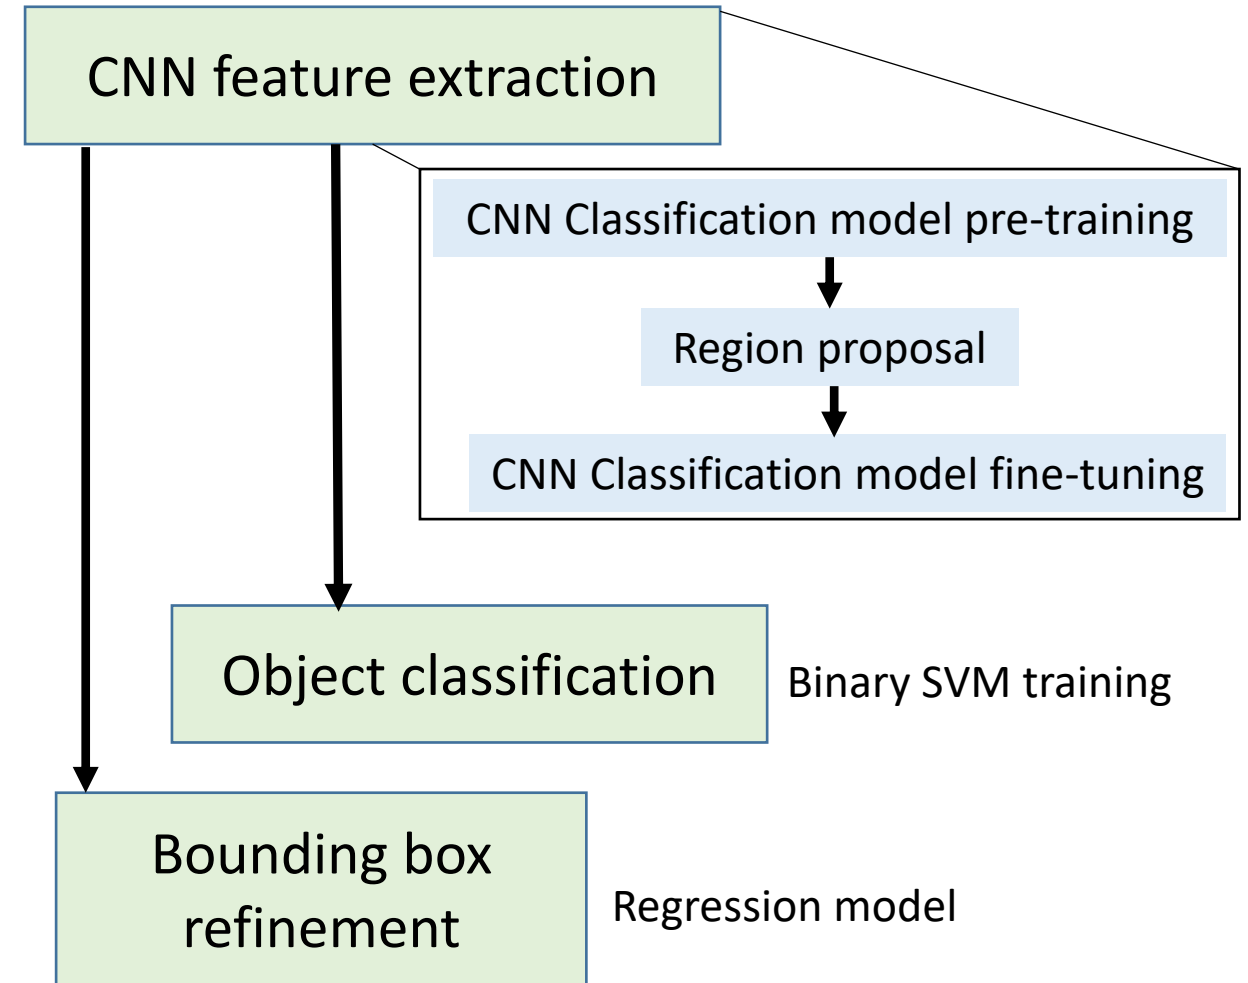 CNN feature extraction
CNN Classification model pre-training
Region proposal
CNN Classification model fine-tuning
Object classification
Binary SVM training
Bounding box
refinement
Regression model